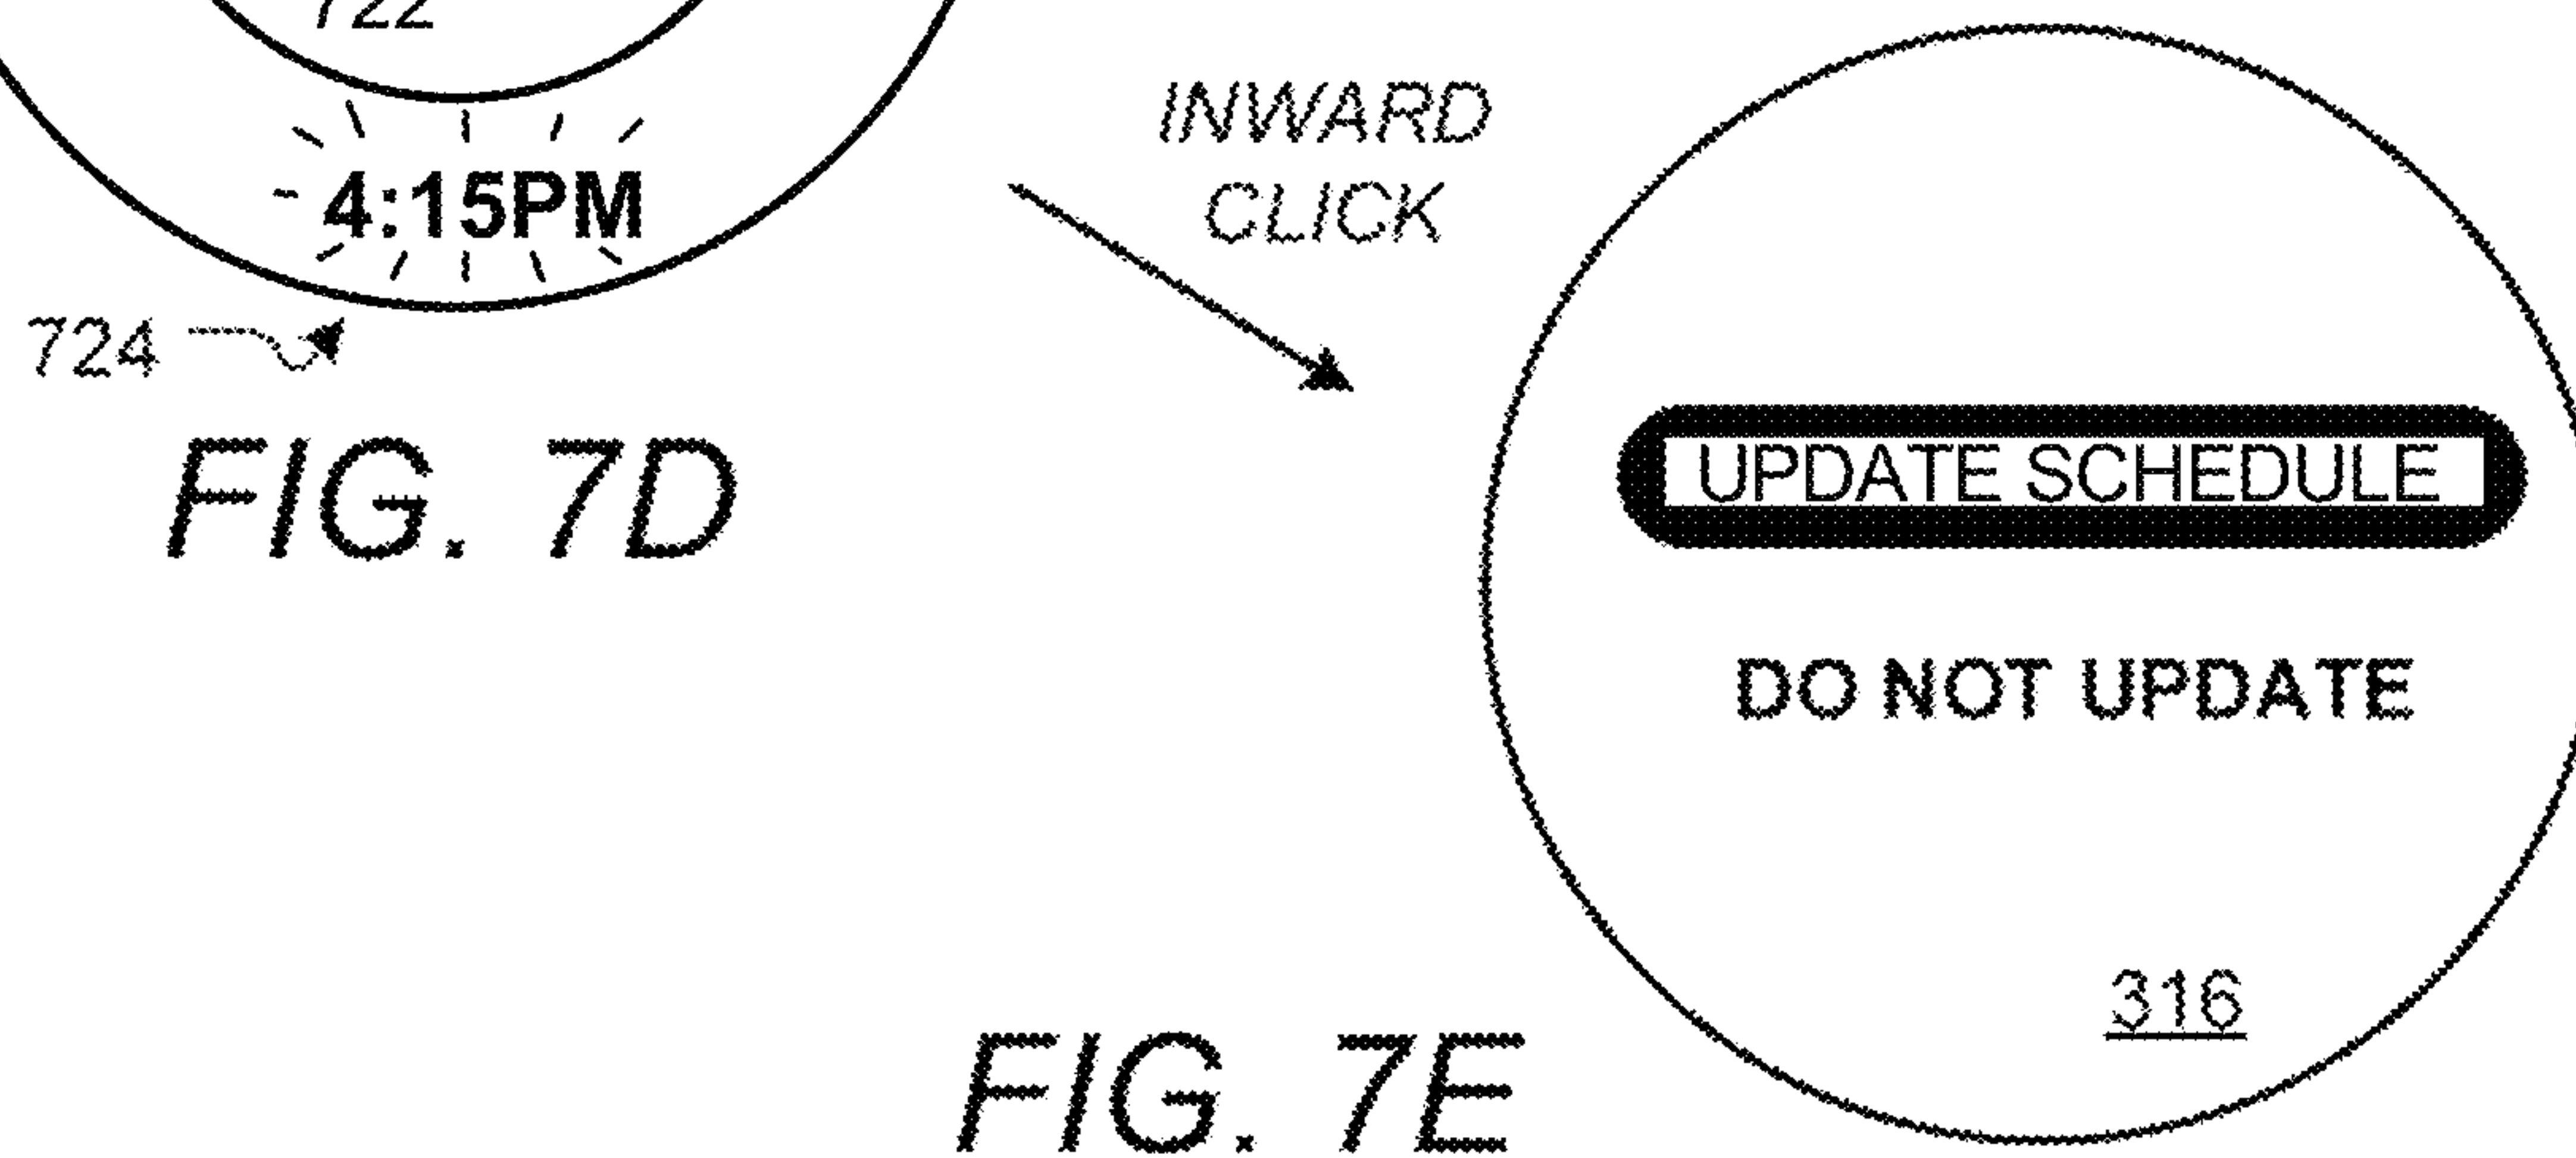 722
4:15PM
724
FIG. 7D
INWARD
CLICK
UPDATE SCHEDULE
DO NOT UPDATE
316
FIG. 7E